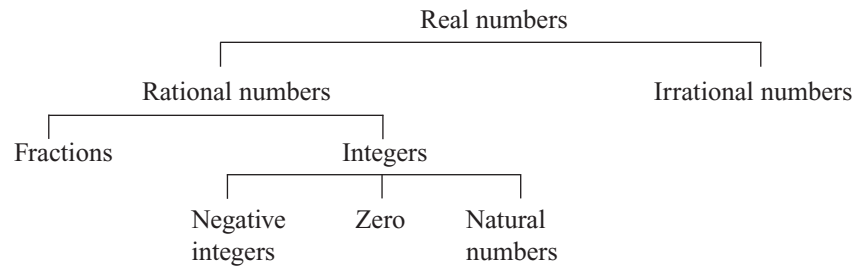 Real numbers
Rational numbers
Irrational numbers
Fractions
Integers
Negative
integers
Zero
Natural
numbers